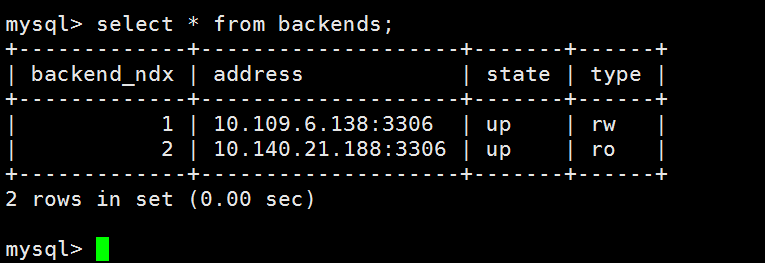 mysql> select * from backends;
+-------------+--------------------+-------+------+
| backend_ndx | address            | state | type |
+-------------+--------------------+-------+------+
|           1 | 10.109.6.138:3306  | up    | rw   |
|           2 | 10.140.21.188:3306 | up    | ro   |
+-------------+--------------------+-------+------+
2 rows in set (0.00 sec)
mysql>